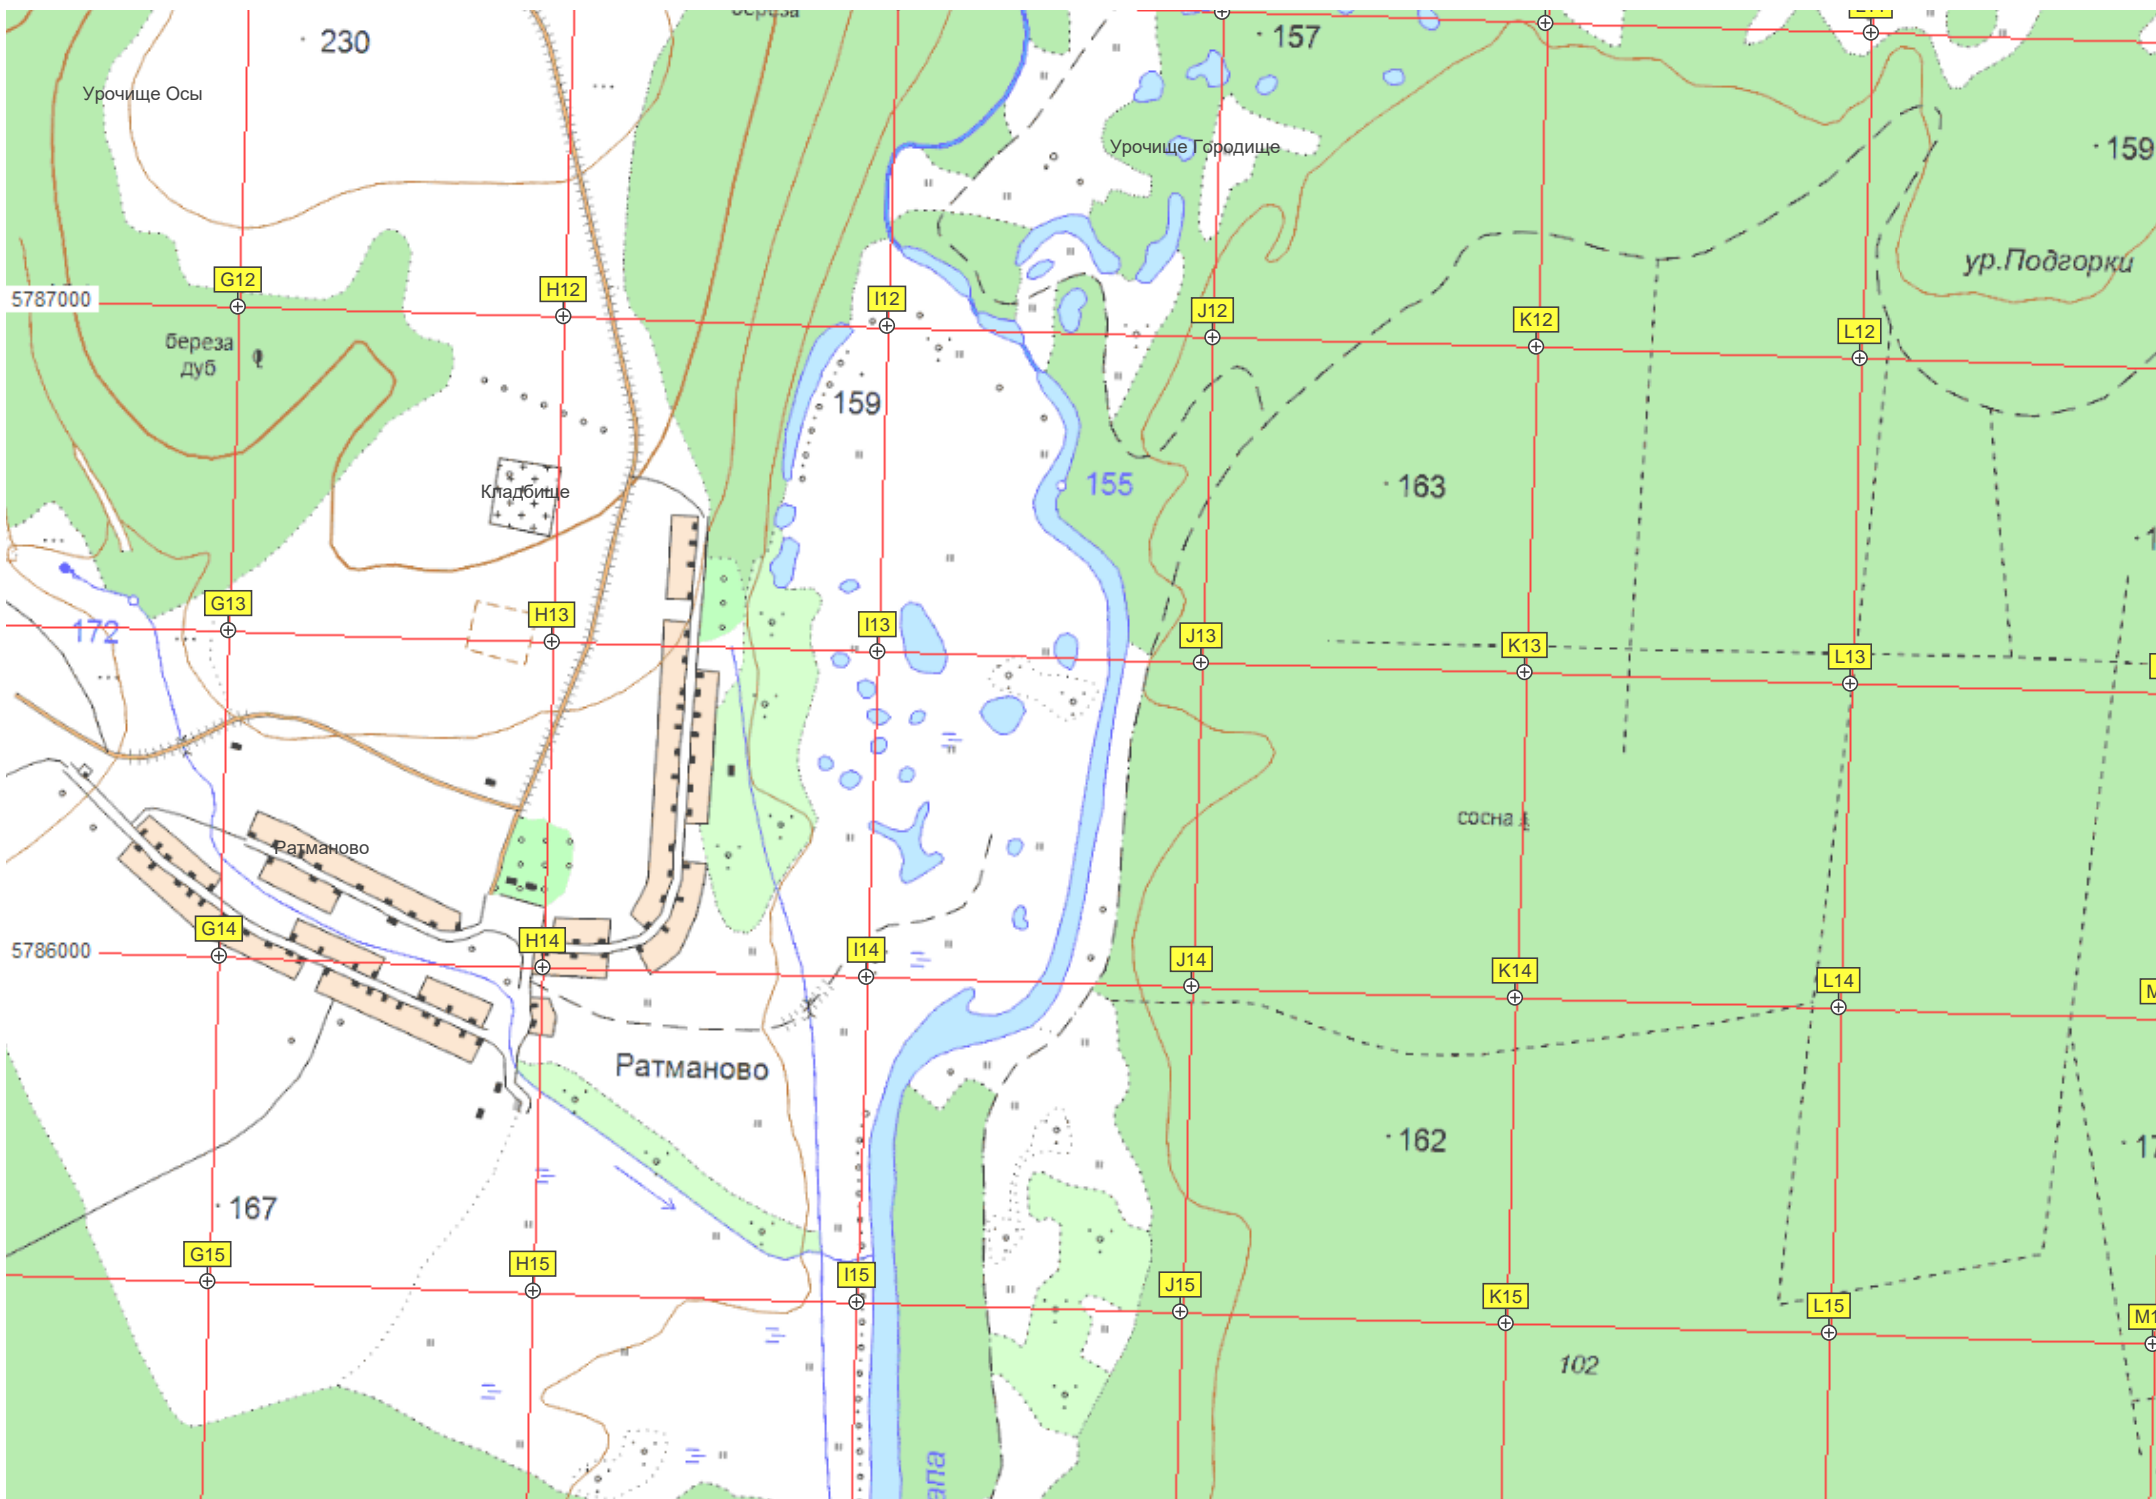 береза
230
157
Урочище Осы
Урочище Городище
159
ур.Подгорки
G12
H12
I12
J12
K12
L12
5787000
береза
дуб
159
Кладбище
155
163
G13
H13
I13
J13
K13
L13
172
сосна
Ратманово
G14
H14
I14
J14
K14
L14
5786000
Ратманово
162
167
G15
H15
I15
J15
K15
L15
102